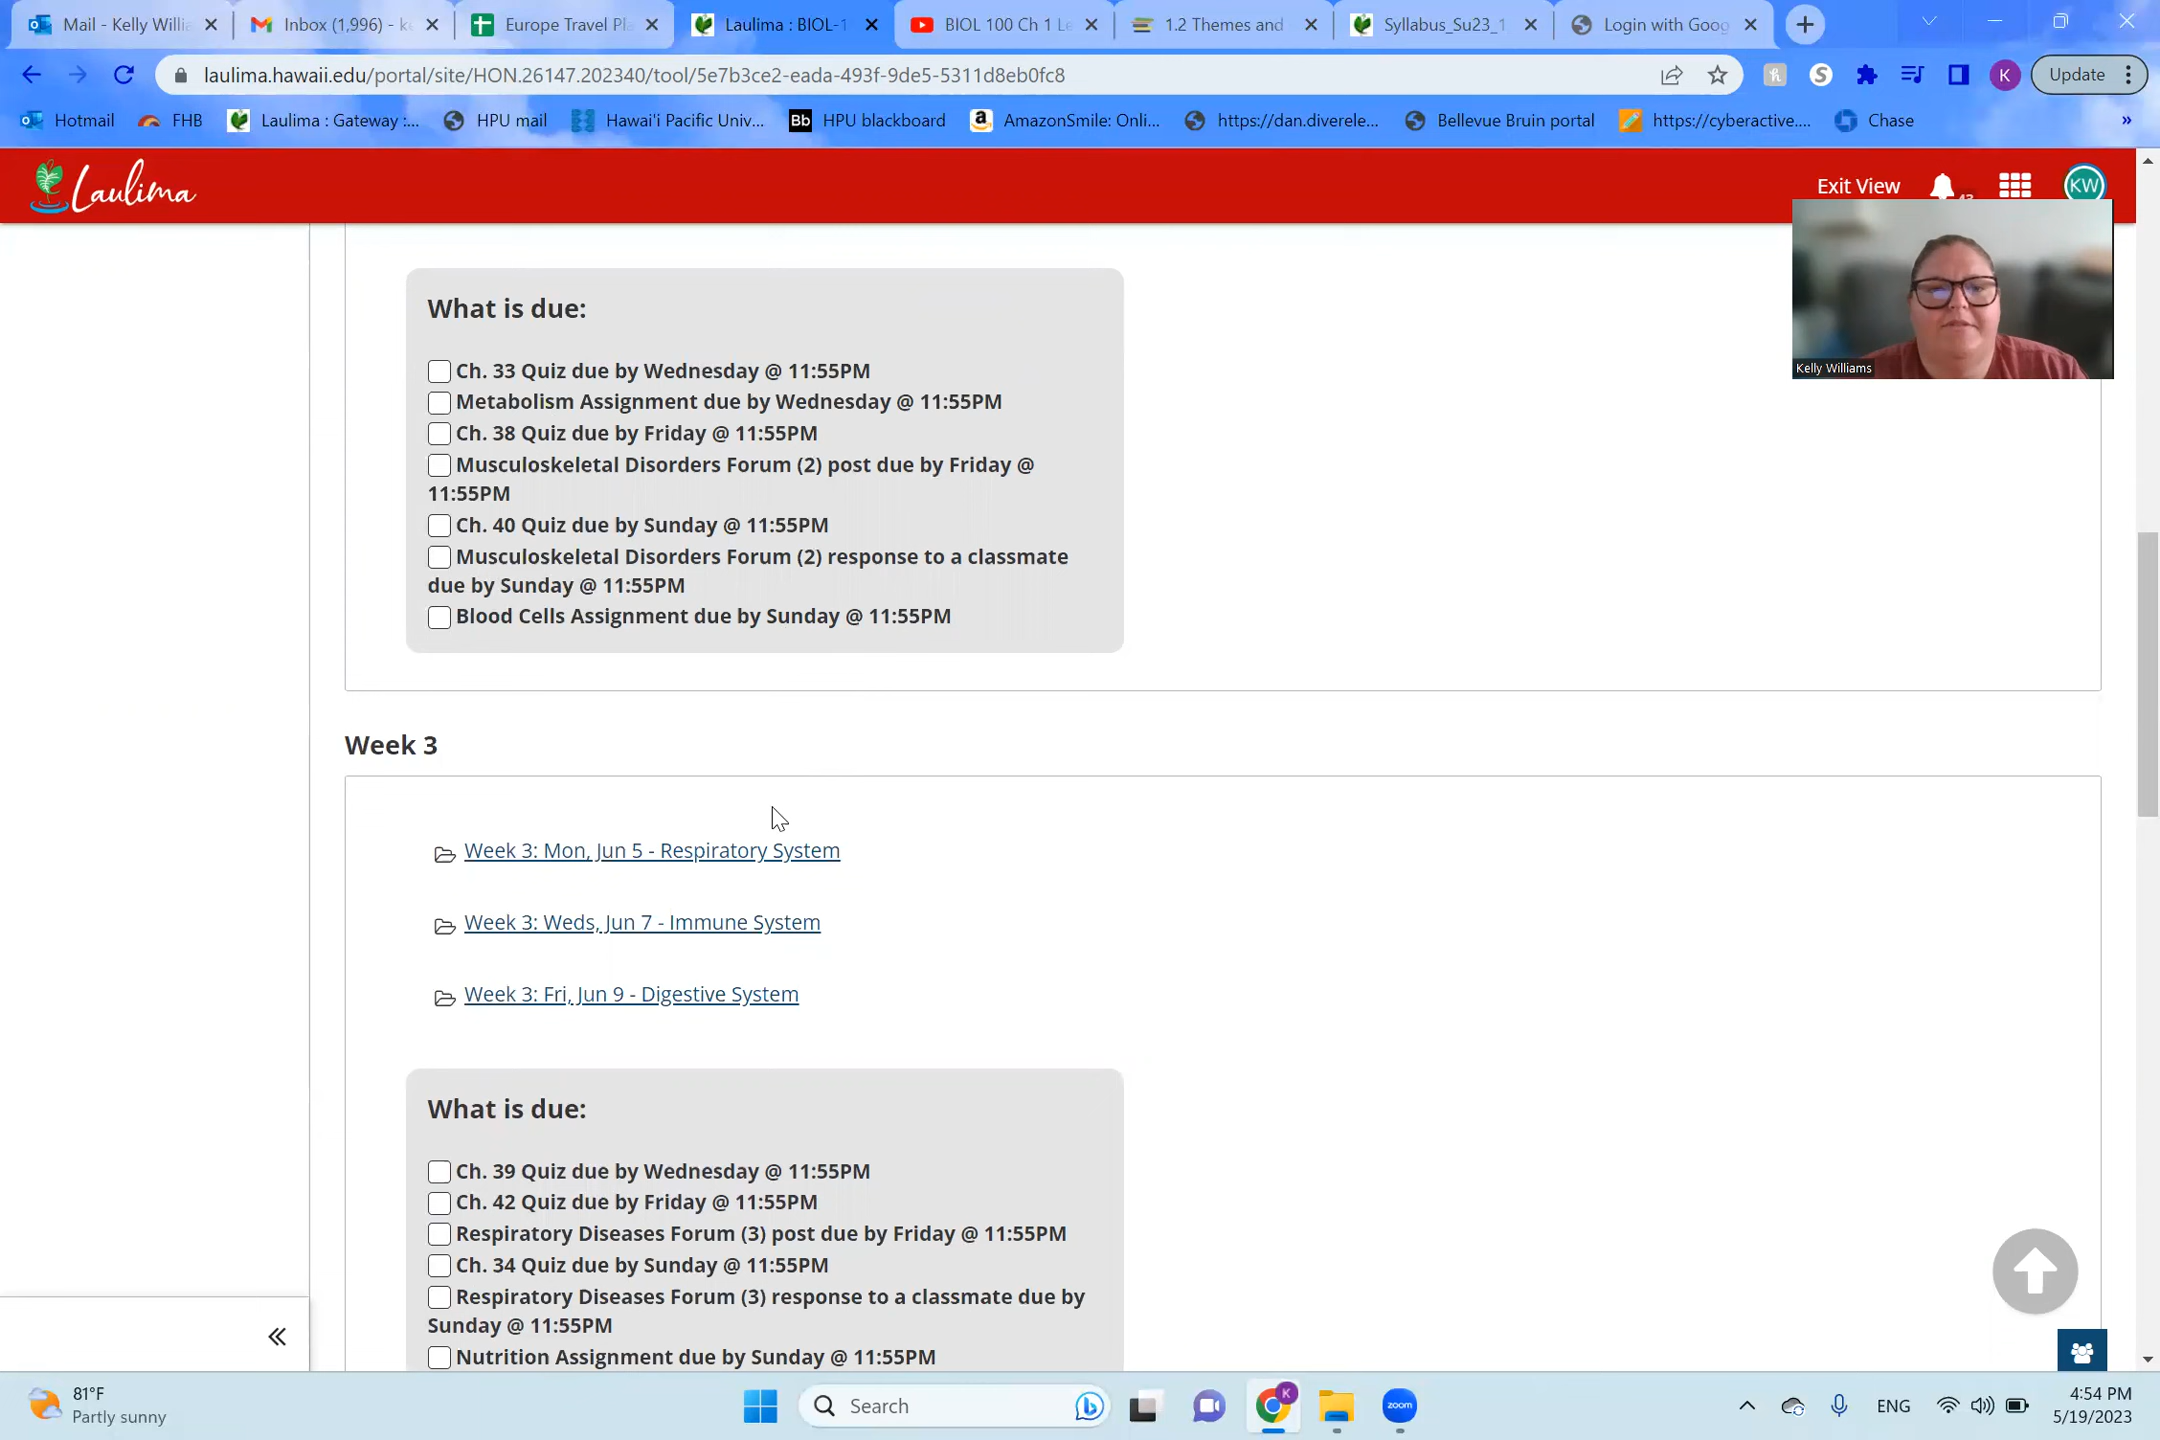 Mail - Kelly Willia
Inbox (1,996) - ke
Europe Travel Pla
Laulima : BIOL-1
BIOL 100 Ch 1 Le
1.2 Themes and
Syllabus_Su23_1
Login with Goog
laulima.hawaii.edu/portal/site/HON.26147.202340/tool/5e7b3ce2-eada-493f-9de5-5311d8eb0fc8
K
Update
Hotmail
FHB
Laulima : Gateway :...
HPU mail
Hawai'i Pacific Univ...
Bb HPU blackboard
AmazonSmile: Onli...
https://dan.diverele...
Bellevue Bruin portal
https://cyberactive....
Chase
»
Laulima
Exit View
KW
Kelly Williams
What is due:
Ch. 33 Quiz due by Wednesday @ 11:55PM
Metabolism Assignment due by Wednesday @ 11:55PM
Ch. 38 Quiz due by Friday @ 11:55PM
Musculoskeletal Disorders Forum (2) post due by Friday @
11:55PM
Ch. 40 Quiz due by Sunday @ 11:55PM
Musculoskeletal Disorders Forum (2) response to a classmate
due by Sunday @ 11:55PM
Blood Cells Assignment due by Sunday @ 11:55PM
Week 3
Week 3: Mon, Jun 5 - Respiratory System
Week 3: Weds, Jun 7 - Immune System
Week 3: Fri, Jun 9 - Digestive System
What is due:
Ch. 39 Quiz due by Wednesday @ 11:55PM
Ch. 42 Quiz due by Friday @ 11:55PM
Respiratory Diseases Forum (3) post due by Friday @ 11:55PM
Ch. 34 Quiz due by Sunday @ 11:55PM
Respiratory Diseases Forum (3) response to a classmate due by
Sunday @ 11:55PM
Nutrition Assignment due by Sunday @ 11:55PM
81°F
Partly sunny
Search
K
zoom
ENG
4:54 PM
5/19/2023